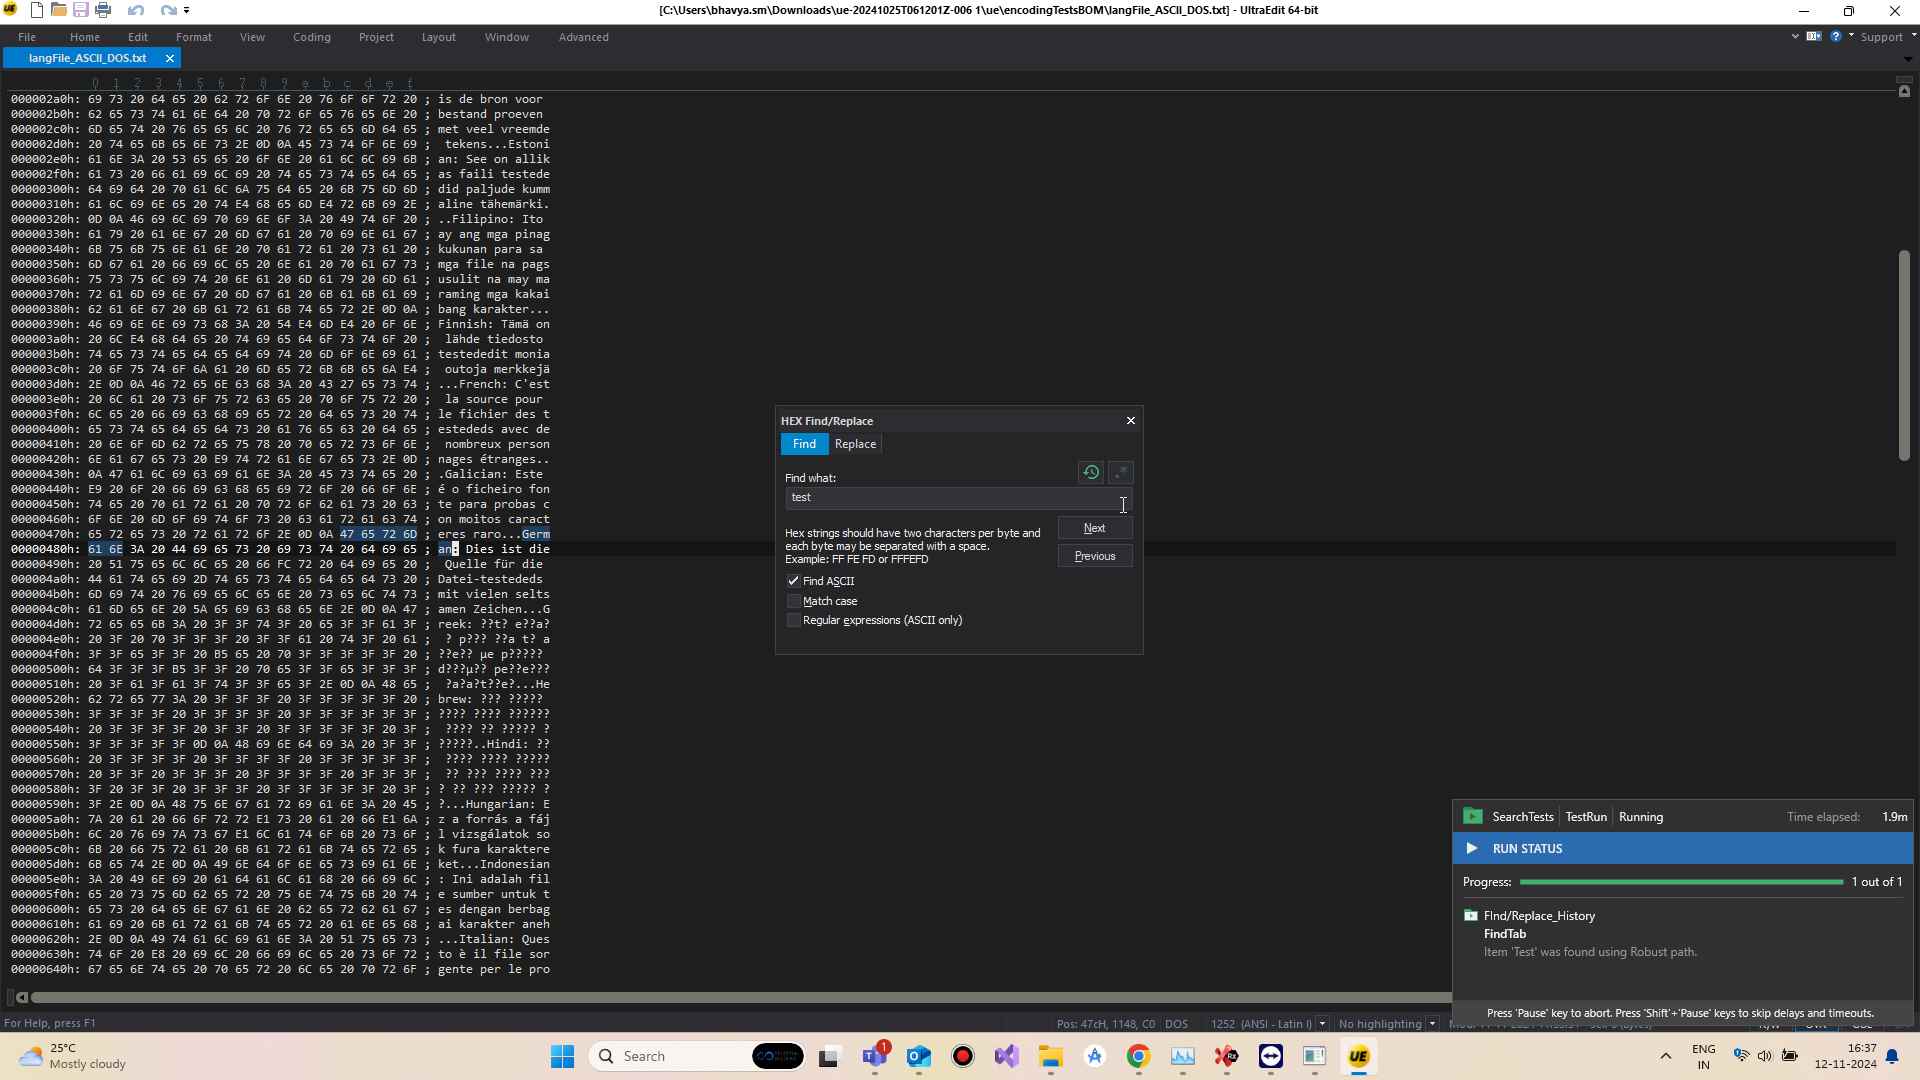 [C:\Users\bhavya.sm\Downloads\ue-20241025T061201Z-006 1\ue\encodingTestsBOM\langFile_ASCII_DOS.txt] - UltraEdit 64-bit
File Home Edit Format View Coding Project Layout Window Advanced Support
langFile_ASCII_DOS.txt
0 1 2 3 4 5 6 7 8 9 a b c d e f
000002a0h: 69 73 20 64 65 20 62 72 6F 6E 20 76 6F 6F 72 20 ; is de bron voor
000002b0h: 62 65 73 74 61 6E 64 20 70 72 6F 65 76 65 6E 20 ; bestand proeven
000002c0h: 6D 65 74 20 76 65 65 6C 20 76 72 65 65 6D 64 65 ; met veel vreemde
000002d0h: 20 74 65 6B 65 6E 73 2E 0D 0A 45 73 74 6F 6E 69 ; tekens...Estoni
000002e0h: 61 6E 3A 20 53 65 65 20 6F 6E 20 61 6C 6C 69 6B ; an: See on allik
000002f0h: 61 73 20 66 61 69 6C 69 20 74 65 73 74 65 64 65 ; as faili testede
00000300h: 64 69 64 20 70 61 6C 6A 75 64 65 20 6B 75 6D 6D ; did paljude kumm
00000310h: 61 6C 69 6E 65 20 74 E4 68 65 6D E4 72 6B 69 2E ; aline tähemärki.
00000320h: 0D 0A 46 69 6C 69 70 69 6E 6F 3A 20 49 74 6F 20 ; ..Filipino: Ito
00000330h: 61 79 20 61 6E 67 20 6D 67 61 20 70 69 6E 61 67 ; ay ang mga pinag
00000340h: 6B 75 6B 75 6E 61 6E 20 70 61 72 61 20 73 61 20 ; kukunan para sa
00000350h: 6D 67 61 20 66 69 6C 65 20 6E 61 20 70 61 67 73 ; mga file na pags
00000360h: 75 73 75 6C 69 74 20 6E 61 20 6D 61 79 20 6D 61 ; usulit na may ma
00000370h: 72 61 6D 69 6E 67 20 6D 67 61 20 6B 61 6B 61 69 ; raming mga kakai
00000380h: 62 61 6E 67 20 6B 61 72 61 6B 74 65 72 2E 0D 0A ; bang karakter...
00000390h: 46 69 6E 6E 69 73 68 3A 20 54 E4 6D E4 20 6F 6E ; Finnish: Tämä on
000003a0h: 20 6C E4 68 64 65 20 74 69 65 64 6F 73 74 6F 20 ; lähde tiedosto
000003b0h: 74 65 73 74 65 64 65 64 69 74 20 6D 6F 6E 69 61 ; testededit monia
000003c0h: 20 6F 75 74 6F 6A 61 20 6D 65 72 6B 6B 65 6A E4 ; outoja merkkejä
000003d0h: 2E 0D 0A 46 72 65 6E 63 68 3A 20 43 27 65 73 74 ; ...French: C'est
000003e0h: 20 6C 61 20 73 6F 75 72 63 65 20 70 6F 75 72 20 ; la source pour
000003f0h: 6C 65 20 66 69 63 68 69 65 72 20 64 65 73 20 74 ; le fichier des t
00000400h: 65 73 74 65 64 65 64 73 20 61 76 65 63 20 64 65 ; estededs avec de
00000410h: 20 6E 6F 6D 62 72 65 75 78 20 70 65 72 73 6F 6E ; nombreux person
00000420h: 6E 61 67 65 73 20 E9 74 72 61 6E 67 65 73 2E 0D ; nages étranges..
00000430h: 0A 47 61 6C 69 63 69 61 6E 3A 20 45 73 74 65 20 ; .Galician: Este
00000440h: E9 20 6F 20 66 69 63 68 65 69 72 6F 20 66 6F 6E ; é o ficheiro fon
00000450h: 74 65 20 70 61 72 61 20 70 72 6F 62 61 73 20 63 ; te para probas c
00000460h: 6F 6E 20 6D 6F 69 74 6F 73 20 63 61 72 61 63 74 ; on moitos caract
00000470h: 65 72 65 73 20 72 61 72 6F 2E 0D 0A 47 65 72 6D ; eres raro...Germ
00000480h: 61 6E 3A 20 44 69 65 73 20 69 73 74 20 64 69 65 ; an: Dies ist die
00000490h: 20 51 75 65 6C 6C 65 20 66 FC 72 20 64 69 65 20 ; Quelle für die
000004a0h: 44 61 74 65 69 2D 74 65 73 74 65 64 65 64 73 20 ; Datei-testededs
000004b0h: 6D 69 74 20 76 69 65 6C 65 6E 20 73 65 6C 74 73 ; mit vielen selts
000004c0h: 61 6D 65 6E 20 5A 65 69 63 68 65 6E 2E 0D 0A 47 ; amen Zeichen...G
000004d0h: 72 65 65 6B 3A 20 3F 3F 74 3F 20 65 3F 3F 61 3F ; reek: ??t? e??a?
000004e0h: 20 3F 20 70 3F 3F 3F 20 3F 3F 61 20 74 3F 20 61 ; ? p??? ??a t? a
000004f0h: 3F 3F 65 3F 3F 20 B5 65 20 70 3F 3F 3F 3F 3F 20 ; ??e?? µe p?????
00000500h: 64 3F 3F 3F B5 3F 3F 20 70 65 3F 3F 65 3F 3F 3F ; d???µ?? pe??e???
00000510h: 20 3F 61 3F 61 3F 74 3F 3F 65 3F 2E 0D 0A 48 65 ; ?a?a?t??e?...He
00000520h: 62 72 65 77 3A 20 3F 3F 3F 20 3F 3F 3F 3F 3F 20 ; brew: ??? ?????
00000530h: 3F 3F 3F 3F 20 3F 3F 3F 3F 20 3F 3F 3F 3F 3F 3F ; ???? ???? ??????
00000540h: 20 3F 3F 3F 3F 20 3F 3F 20 3F 3F 3F 3F 3F 20 3F ; ???? ?? ????? ?
00000550h: 3F 3F 3F 3F 3F 0D 0A 48 69 6E 64 69 3A 20 3F 3F ; ?????..Hindi: ??
00000560h: 20 3F 3F 3F 3F 20 3F 3F 3F 3F 20 3F 3F 3F 3F 3F ; ???? ???? ?????
00000570h: 20 3F 3F 20 3F 3F 3F 20 3F 3F 3F 3F 20 3F 3F 3F ; ?? ??? ???? ???
00000580h: 3F 20 3F 3F 20 3F 3F 3F 20 3F 3F 3F 3F 3F 20 3F ; ? ?? ??? ????? ?
00000590h: 3F 2E 0D 0A 48 75 6E 67 61 72 69 61 6E 3A 20 45 ; ?...Hungarian: E
000005a0h: 7A 20 61 20 66 6F 72 72 E1 73 20 61 20 66 E1 6A ; z a forrás a fáj
000005b0h: 6C 20 76 69 7A 73 67 E1 6C 61 74 6F 6B 20 73 6F ; l vizsgálatok so
000005c0h: 6B 20 66 75 72 61 20 6B 61 72 61 6B 74 65 72 65 ; k fura karaktere
000005d0h: 6B 65 74 2E 0D 0A 49 6E 64 6F 6E 65 73 69 61 6E ; ket...Indonesian
000005e0h: 3A 20 49 6E 69 20 61 64 61 6C 61 68 20 66 69 6C ; : Ini adalah fil
000005f0h: 65 20 73 75 6D 62 65 72 20 75 6E 74 75 6B 20 74 ; e sumber untuk t
00000600h: 65 73 20 64 65 6E 67 61 6E 20 62 65 72 62 61 67 ; es dengan berbag
00000610h: 61 69 20 6B 61 72 61 6B 74 65 72 20 61 6E 65 68 ; ai karakter aneh
00000620h: 2E 0D 0A 49 74 61 6C 69 61 6E 3A 20 51 75 65 73 ; ...Italian: Ques
00000630h: 74 6F 20 E8 20 69 6C 20 66 69 6C 65 20 73 6F 72 ; to è il file sor
00000640h: 67 65 6E 74 65 20 70 65 72 20 6C 65 20 70 72 6F ; gente per le pro
HEX Find/Replace
Find Replace
Find what:
test
Hex strings should have two characters per byte and
each byte may be separated with a space.
Example: FF FE FD or FFFEFD
Next
Previous
Find ASCII
Match case
Regular expressions (ASCII only)
SearchTests TestRun Running Time elapsed: 1.9m
RUN STATUS
Progress: 1 out of 1
FInd/Replace_History
FindTab
Item 'Test' was found using Robust path.
Press 'Pause' key to abort. Press 'Shift'+'Pause' keys to skip delays and timeouts.
For Help, press F1 Pos: 47cH, 1148, C0 DOS 1252 (ANSI - Latin I) No highlighting
25°C
Mostly cloudy
Search
1
UE
ENG
IN
16:37
12-11-2024